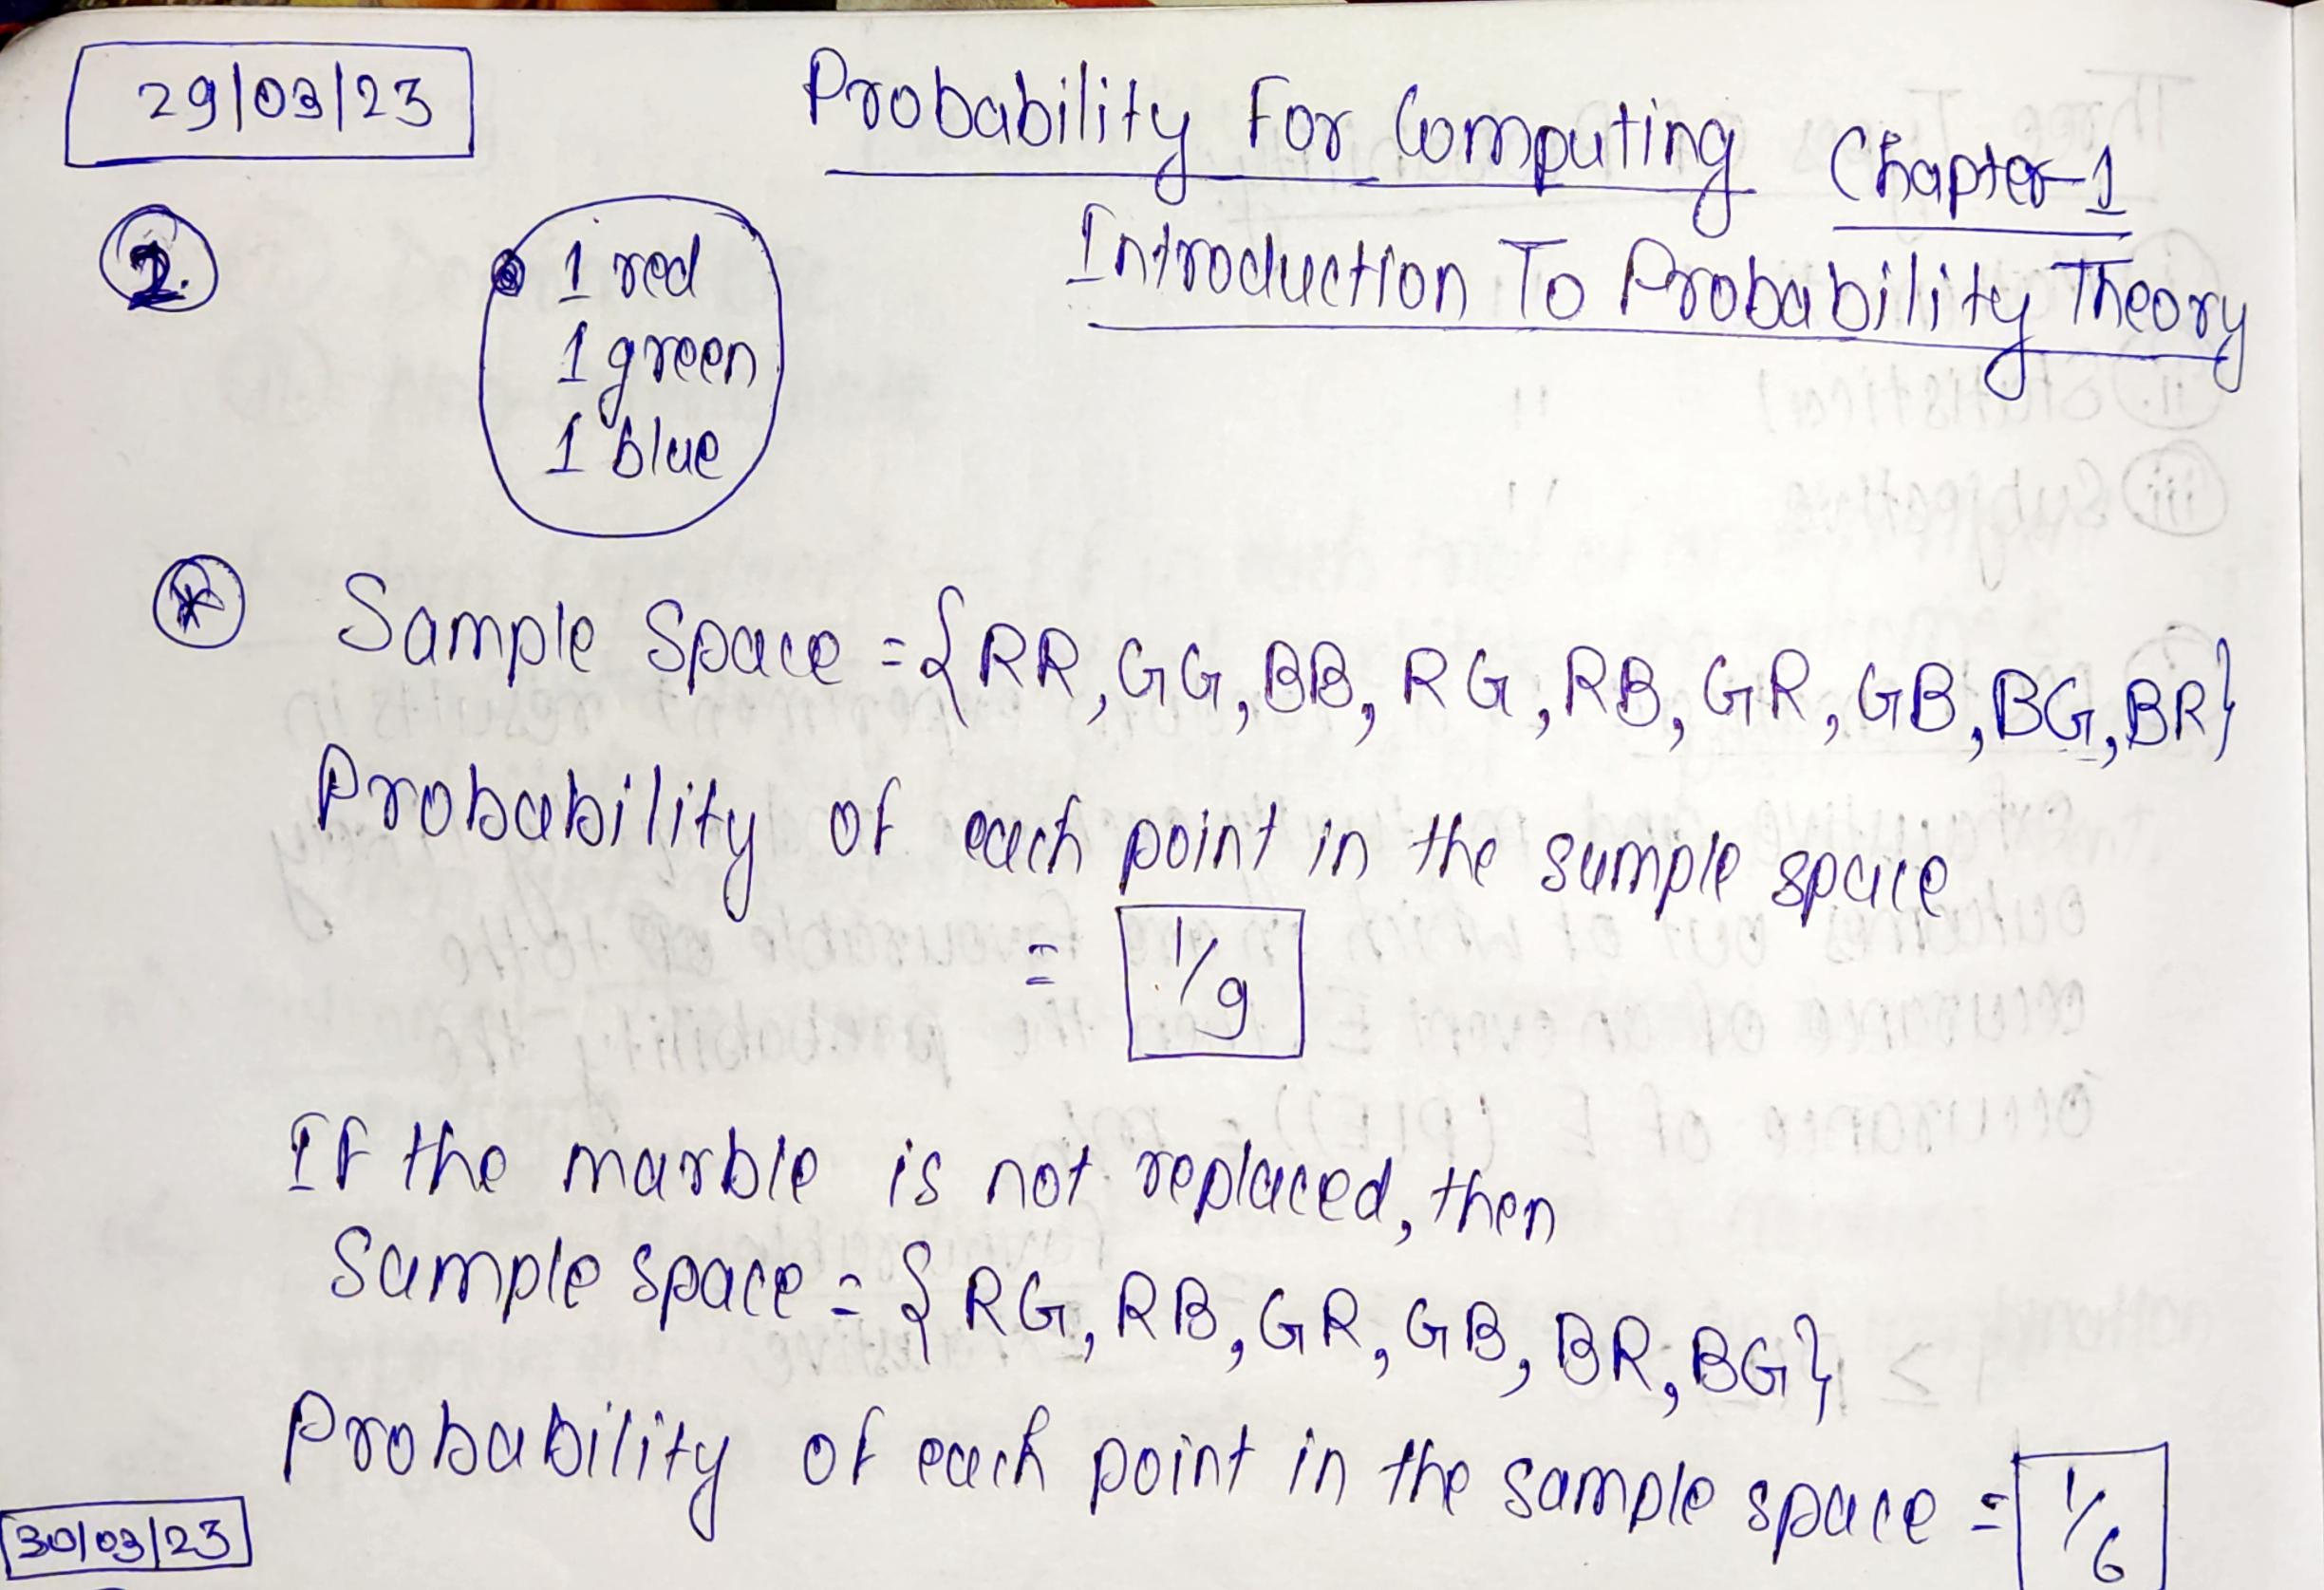 29/03/23
Probability For Computing Chapter-1
Introduction To Probability Theory
2.
1 red
1 green
1 blue
* Sample Space = {RR, GG, BB, RG, RB, GR, GB, BG, BR}
Probability of each point in the sample space
= 1/9
If the marble is not replaced, then
Sample space = {RG, RB, GR, GB, BR, BG}
Probability of each point in the sample space = 1/6
30/03/23